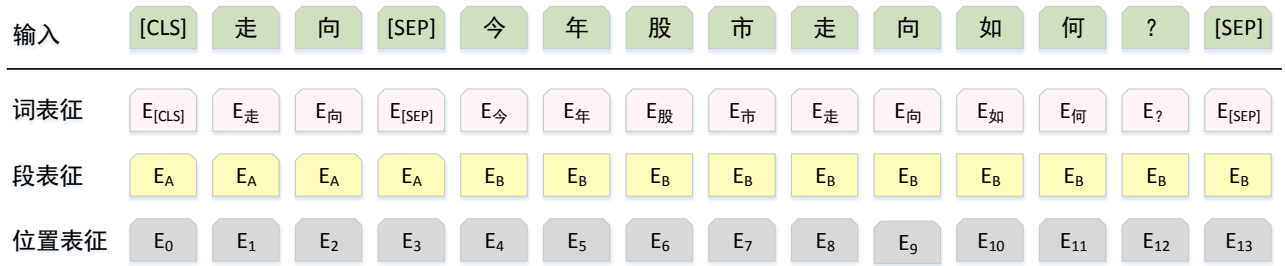 输入 [CLS] 走 向 [SEP] 今 年 股 市 走 向 如 何 ? [SEP]
词表征 E[CLS] E走 E向 E[SEP] E今 E年 E股 E市 E走 E向 E如 E何 E? E[SEP]
段表征 EA EA EA EA EB EB EB EB EB EB EB EB EB EB
位置表征 E0 E1 E2 E3 E4 E5 E6 E7 E8 E9 E10 E11 E12 E13